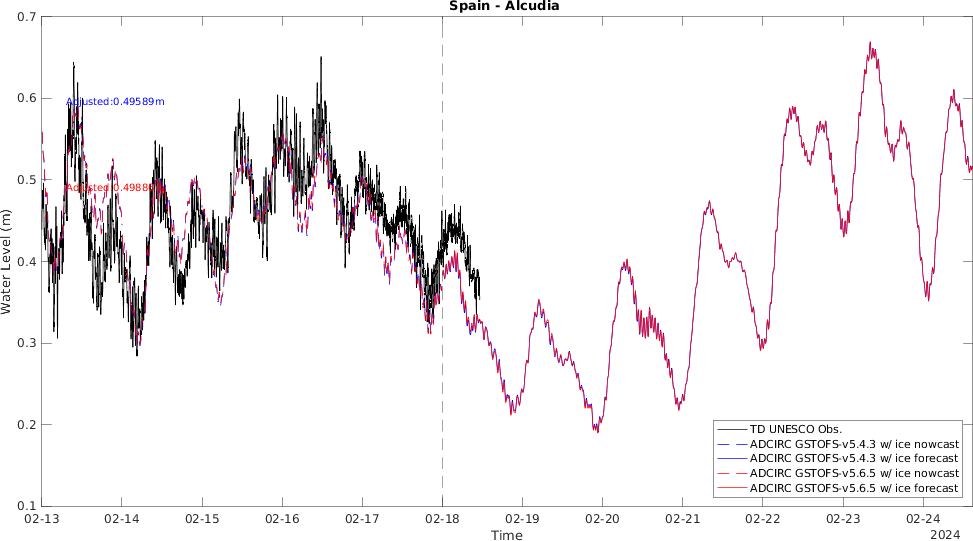 Spain - Alcudia
0.7
0.6
0.5
0.4
0.3
0.2
0.1
Water Level (m)
Adjusted:0.49589m
02-13
02-14
02-15
02-16
02-17
02-18
02-19
02-20
02-21
02-22
02-23
02-24
Time
2024
TD UNESCO Obs.
ADCIRC GSTOFS-v5.4.3 w/ ice nowcast
ADCIRC GSTOFS-v5.4.3 w/ ice forecast
ADCIRC GSTOFS-v5.6.5 w/ ice nowcast
ADCIRC GSTOFS-v5.6.5 w/ ice forecast